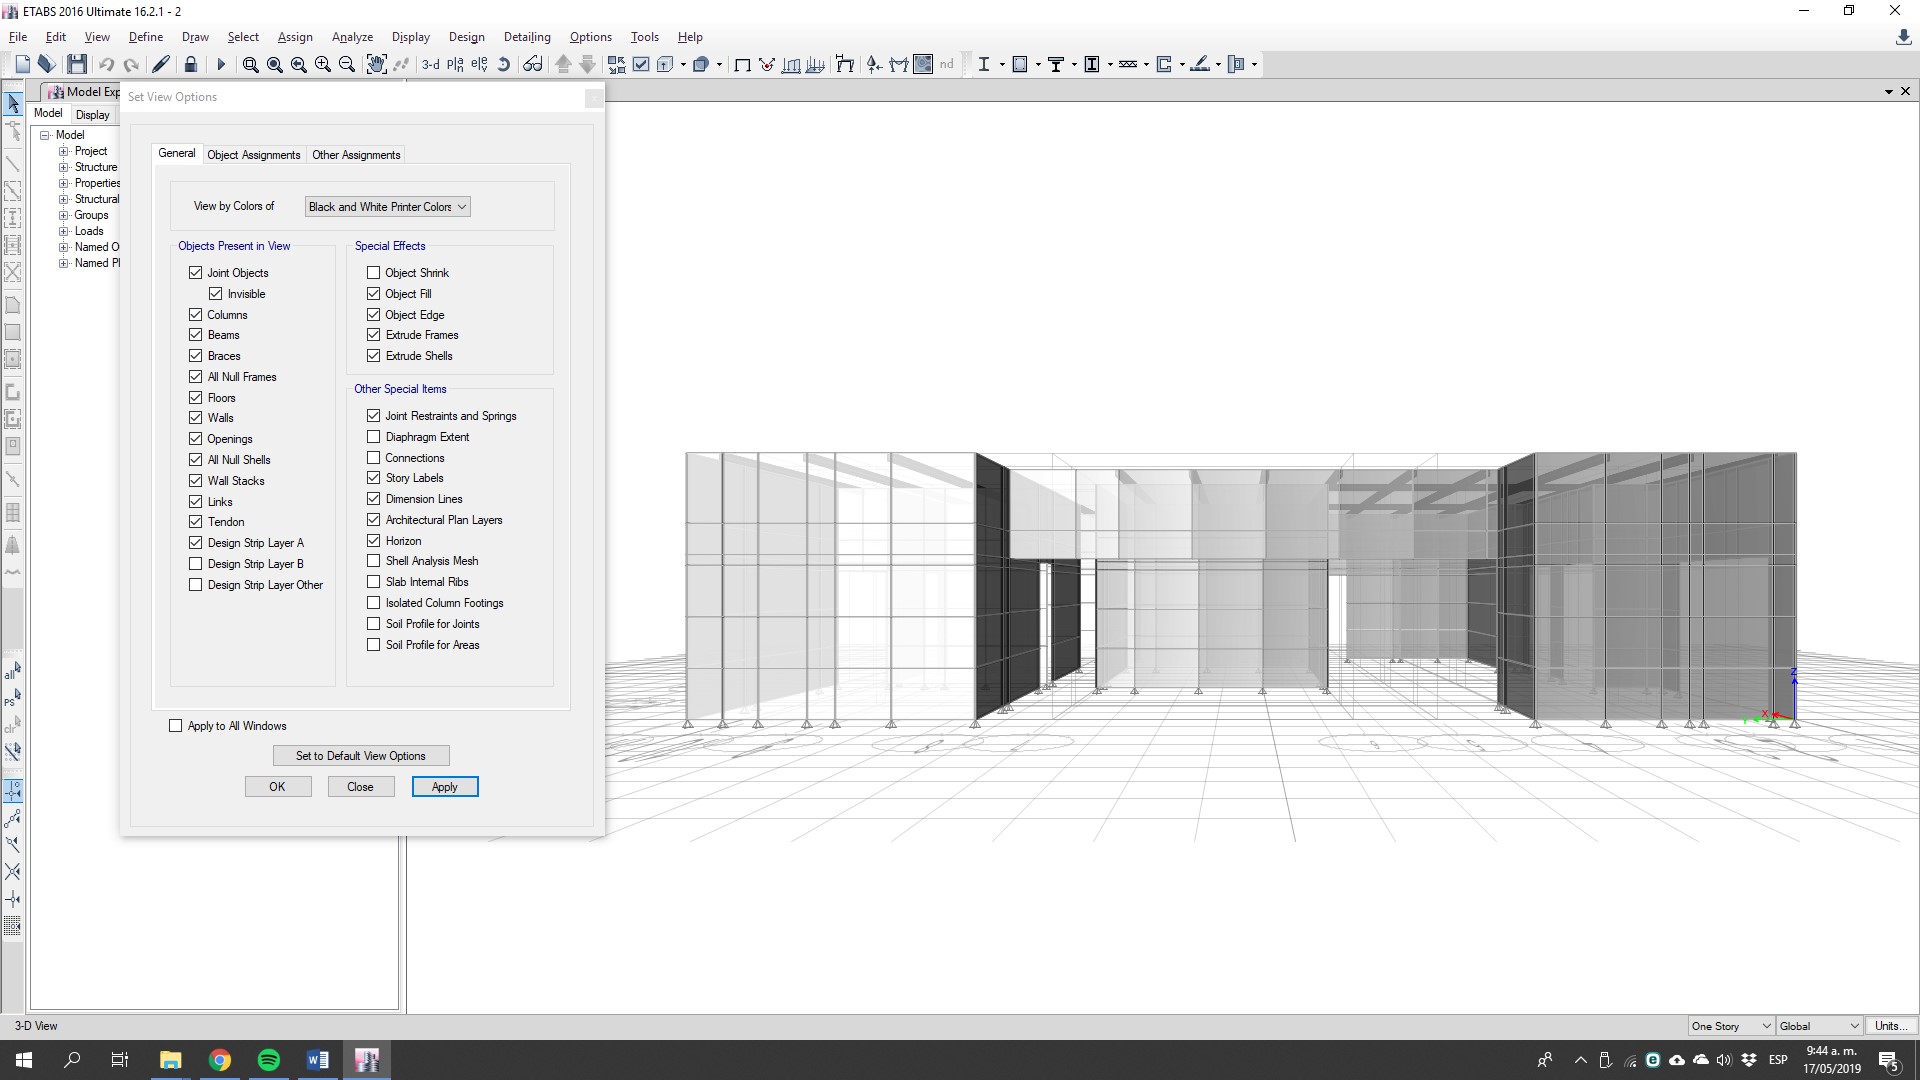 ETABS 2016 Ultimate 16.2.1 - 2
File Edit View Define Draw Select Assign Analyze Display Design Detailing Options Tools Help
3-d Pla ele nd
Model Exp
Set View Options
Model Display
Model
Project
Structure
Properties
Structural
Groups
Loads
Named O
Named Pl
General Object Assignments Other Assignments
View by Colors of Black and White Printer Colors
Objects Present in View
Joint Objects
Invisible
Columns
Beams
Braces
All Null Frames
Floors
Walls
Openings
All Null Shells
Wall Stacks
Links
Tendon
Design Strip Layer A
Design Strip Layer B
Design Strip Layer Other
Special Effects
Object Shrink
Object Fill
Object Edge
Extrude Frames
Extrude Shells
Other Special Items
Joint Restraints and Springs
Diaphragm Extent
Connections
Story Labels
Dimension Lines
Architectural Plan Layers
Horizon
Shell Analysis Mesh
Slab Internal Ribs
Isolated Column Footings
Soil Profile for Joints
Soil Profile for Areas
Apply to All Windows
Set to Default View Options
OK Close Apply
all
PS
clr
Z
X
Y
3-D View
One Story Global Units...
ESP
9:44 a. m.
17/05/2019
5